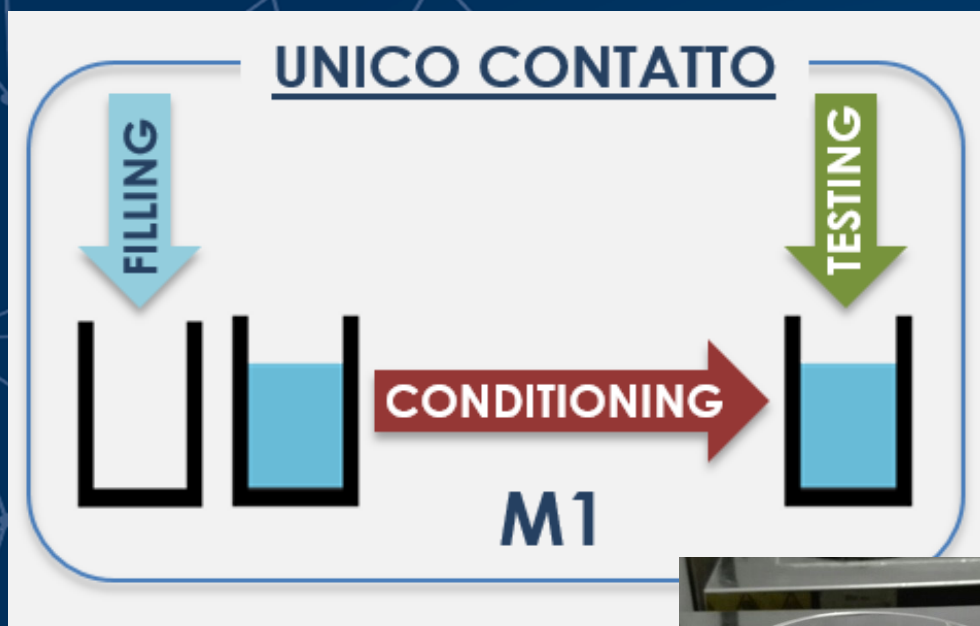 UNICO CONTATTO
FILLING
TESTING
CONDITIONING
M1